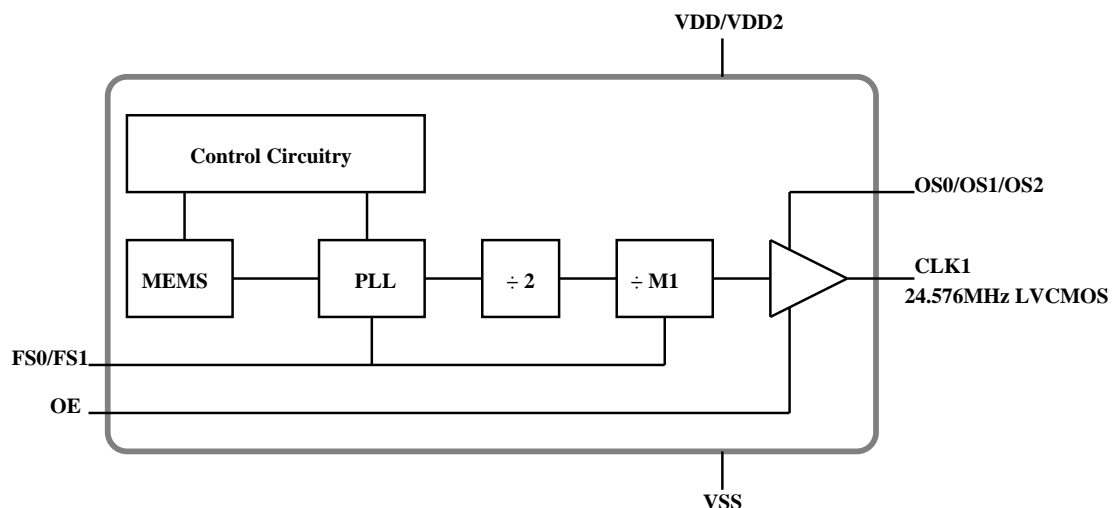 VDD/VDD2
Control Circuitry
OS0/OS1/OS2
MEMS
PLL
÷ 2
÷ M1
CLK1
24.576MHz LVCMOS
FS0/FS1
OE
VSS